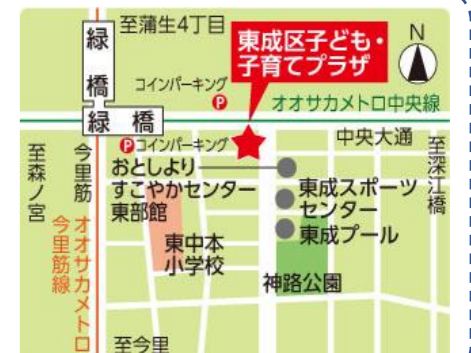 至蒲生4丁目
緑橋
東成区子ども・
子育てプラザ
N
コインパーキング
P
オオサカメトロ中央線
緑橋
中央大通
P コインパーキング
至森ノ宮
今里筋
至深江橋
おとしより
すこやかセンター
東部館
東成スポーツ
センター
東成プール
オオサカメトロ
今里筋線
東中本
小学校
神路公園
至今里